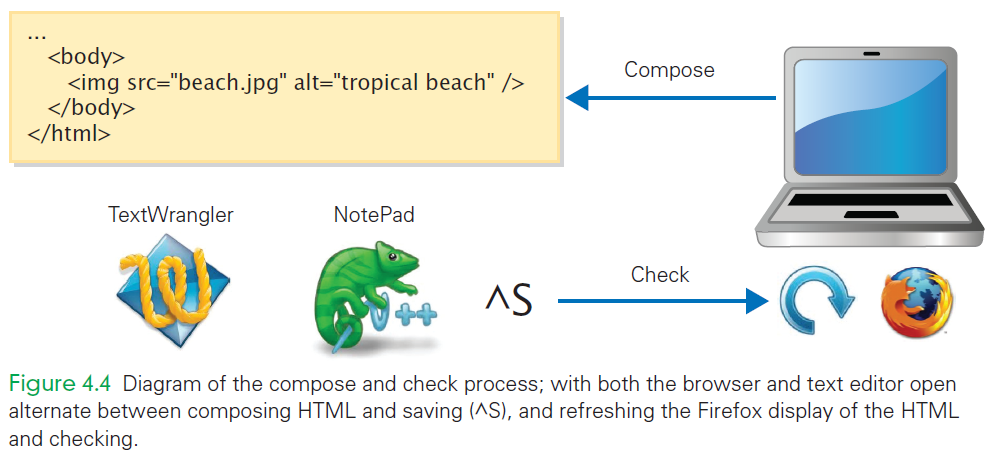 ...
<body>
<img src="beach.jpg" alt="tropical beach" />
</body>
</html>
Compose
TextWrangler
NotePad
++
^S
Check
Figure 4.4 Diagram of the compose and check process; with both the browser and text editor open
alternate between composing HTML and saving (^S), and refreshing the Firefox display of the HTML
and checking.